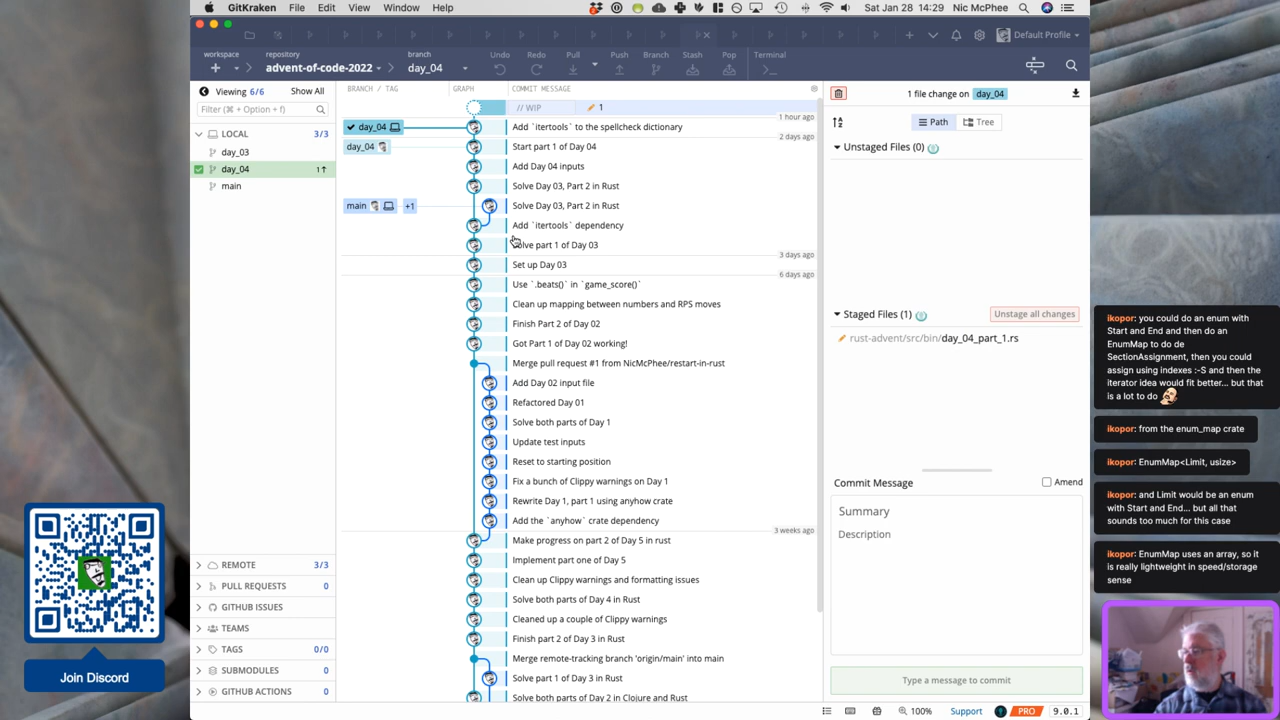 GitKraken File Edit View Window Help
Sat Jan 28 14:29 Nic McPhee
Default Profile
workspace repository branch
advent-of-code-2022 day_04
Undo Redo Pull Push Branch Stash Pop Terminal
Viewing 6/6 Show All
Filter (⌘ + Option + f)
LOCAL 3/3
day_03
day_04 1↑
main
REMOTE 3/3
PULL REQUESTS 0
GITHUB ISSUES
TEAMS
TAGS 0/0
SUBMODULES 0
GITHUB ACTIONS 0
BRANCH / TAG GRAPH COMMIT MESSAGE
// WIP 1
1 hour ago
day_04 Add `itertools` to the spellcheck dictionary
2 days ago
day_04 Start part 1 of Day 04
Add Day 04 inputs
Solve Day 03, Part 2 in Rust
main +1 Solve Day 03, Part 2 in Rust
Add `itertools` dependency
Solve part 1 of Day 03
3 days ago
Set up Day 03
6 days ago
Use `.beats()` in `game_score()`
Clean up mapping between numbers and RPS moves
Finish Part 2 of Day 02
Got Part 1 of Day 02 working!
Merge pull request #1 from NicMcPhee/restart-in-rust
Add Day 02 input file
Refactored Day 01
Solve both parts of Day 1
Update test inputs
Reset to starting position
Fix a bunch of Clippy warnings on Day 1
Rewrite Day 1, part 1 using anyhow crate
Add the `anyhow` crate dependency
3 weeks ago
Make progress on part 2 of Day 5 in rust
Implement part one of Day 5
Clean up Clippy warnings and formatting issues
Solve both parts of Day 4 in Rust
Cleaned up a couple of Clippy warnings
Finish part 2 of Day 3 in Rust
Merge remote-tracking branch 'origin/main' into main
Solve part 1 of Day 3 in Rust
Solve both parts of Day 2 in Clojure and Rust
1 file change on day_04
Path Tree
Unstaged Files (0)
Staged Files (1) Unstage all changes
rust-advent/src/bin/day_04_part_1.rs
Commit Message Amend
Summary
Description
Type a message to commit
100% Support PRO 9.0.1
ikopor: you could do an enum with
Start and End and then do an
EnumMap to do de
SectionAssignment, then you could
assign using indexes :-S and then the
iterator idea would fit better... but that
is a lot to do
ikopor: from the enum_map crate
ikopor: EnumMap<Limit, usize>
ikopor: and Limit would be an enum
with Start and End... but all that
sounds too much for this case
ikopor: EnumMap uses an array, so it
is really lightweight in speed/storage
sense
Join Discord